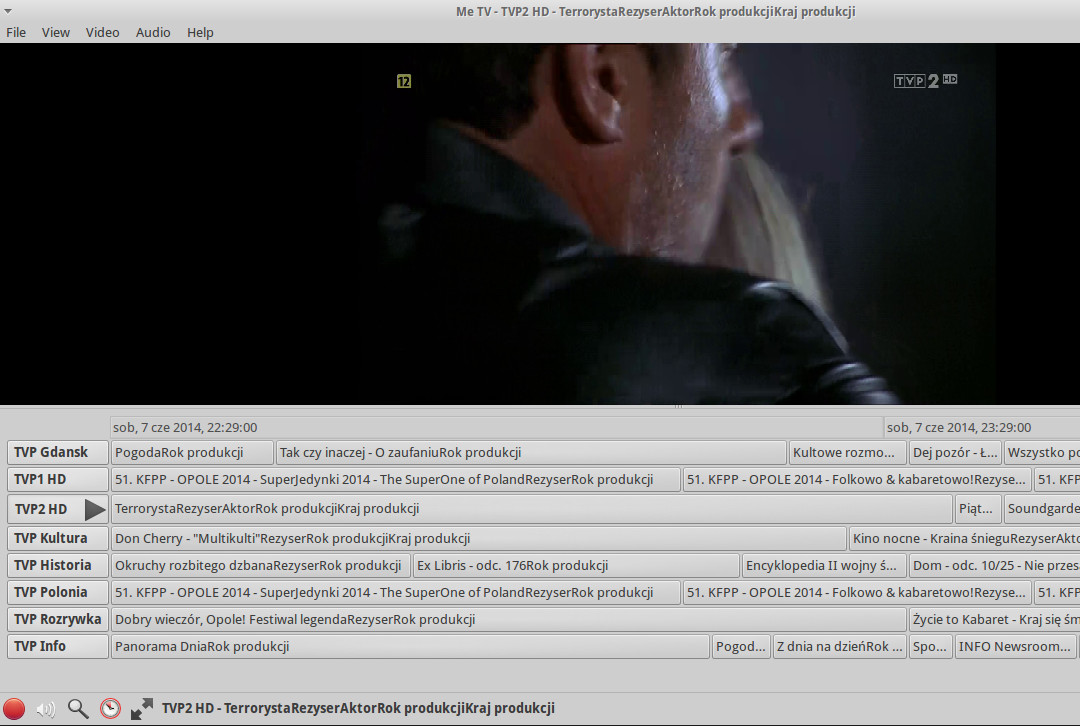 Me TV - TVP2 HD - TerrorystaRezyserAktorRok produkcjiKraj produkcji
File View Video Audio Help
12 TVP 2 HD
sob, 7 cze 2014, 22:29:00 sob, 7 cze 2014, 23:29:00
TVP Gdansk PogodaRok produkcji Tak czy inaczej - O zaufaniuRok produkcji Kultowe rozmo... Dej pozór - Ł... Wszystko po
TVP1 HD 51. KFPP - OPOLE 2014 - SuperJedynki 2014 - The SuperOne of PolandRezyserRok produkcji 51. KFPP - OPOLE 2014 - Folkowo & kabaretowo!Rezyse... 51. KFP
TVP2 HD TerrorystaRezyserAktorRok produkcjiKraj produkcji Piąt... Soundgarde
TVP Kultura Don Cherry - "Multikulti"RezyserRok produkcjiKraj produkcji Kino nocne - Kraina śnieguRezyserAkto
TVP Historia Okruchy rozbitego dzbanaRezyserRok produkcji Ex Libris - odc. 176Rok produkcji Encyklopedia II wojny ś... Dom - odc. 10/25 - Nie przesa
TVP Polonia 51. KFPP - OPOLE 2014 - SuperJedynki 2014 - The SuperOne of PolandRezyserRok produkcji 51. KFPP - OPOLE 2014 - Folkowo & kabaretowo!Rezyse... 51. KFP
TVP Rozrywka Dobry wieczór, Opole! Festiwal legendaRezyserRok produkcji Życie to Kabaret - Kraj się śm
TVP Info Panorama DniaRok produkcji Pogod... Z dnia na dzieńRok ... Spo... INFO Newsroom...
TVP2 HD - TerrorystaRezyserAktorRok produkcjiKraj produkcji